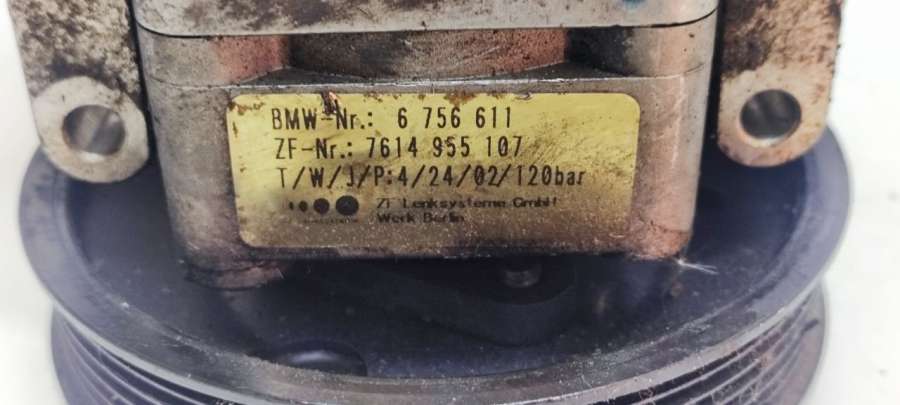 BMW-Nr.: 6 756 611
ZF-Nr.: 7614 955 107
T/W/J/P:4/24/02/120bar
ZF Lenksysteme GmbH
Werk Berlin